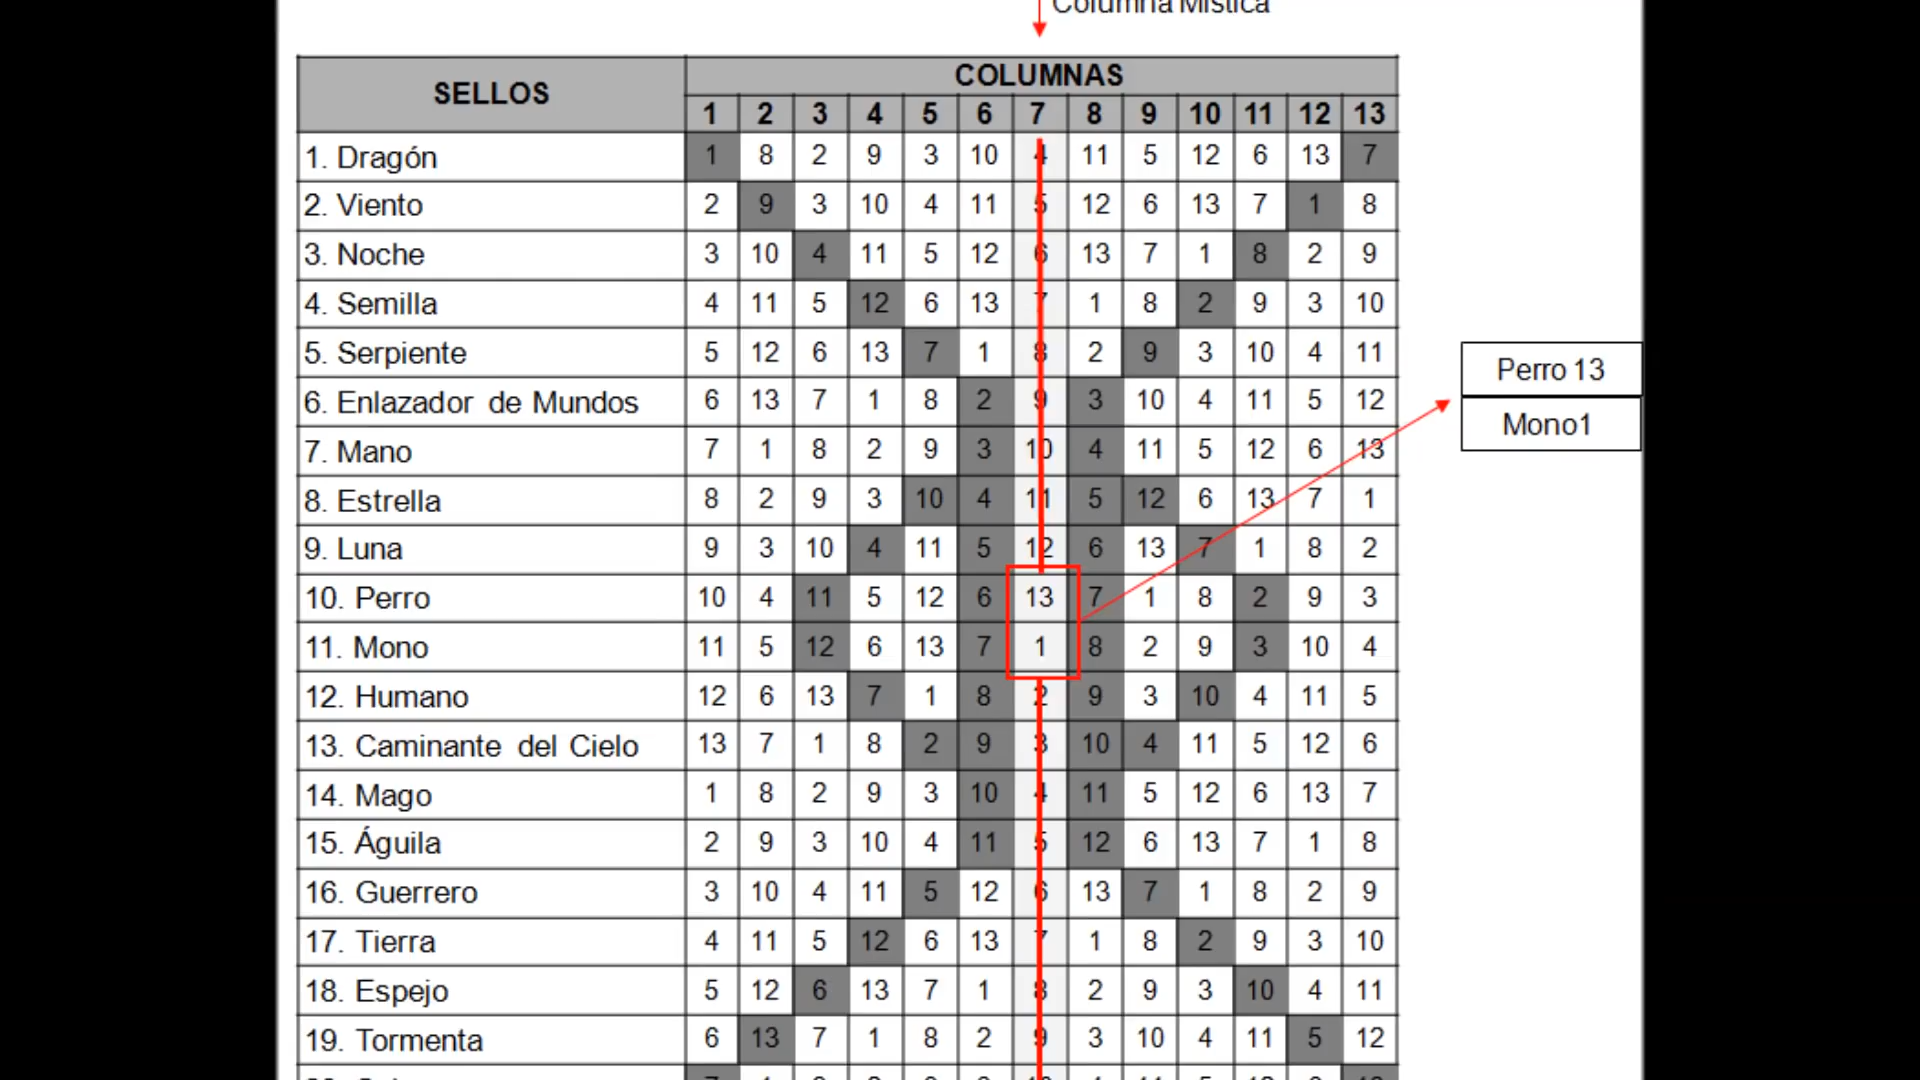 Columna Mística
SELLOS COLUMNAS
1 2 3 4 5 6 7 8 9 10 11 12 13
1. Dragón 1 8 2 9 3 10 4 11 5 12 6 13 7
2. Viento 2 9 3 10 4 11 5 12 6 13 7 1 8
3. Noche 3 10 4 11 5 12 6 13 7 1 8 2 9
4. Semilla 4 11 5 12 6 13 7 1 8 2 9 3 10
5. Serpiente 5 12 6 13 7 1 8 2 9 3 10 4 11
Perro 13
6. Enlazador de Mundos 6 13 7 1 8 2 9 3 10 4 11 5 12
Mono1
7. Mano 7 1 8 2 9 3 10 4 11 5 12 6 13
8. Estrella 8 2 9 3 10 4 11 5 12 6 13 7 1
9. Luna 9 3 10 4 11 5 12 6 13 7 1 8 2
10. Perro 10 4 11 5 12 6 13 7 1 8 2 9 3
11. Mono 11 5 12 6 13 7 1 8 2 9 3 10 4
12. Humano 12 6 13 7 1 8 2 9 3 10 4 11 5
13. Caminante del Cielo 13 7 1 8 2 9 3 10 4 11 5 12 6
14. Mago 1 8 2 9 3 10 4 11 5 12 6 13 7
15. Águila 2 9 3 10 4 11 5 12 6 13 7 1 8
16. Guerrero 3 10 4 11 5 12 6 13 7 1 8 2 9
17. Tierra 4 11 5 12 6 13 7 1 8 2 9 3 10
18. Espejo 5 12 6 13 7 1 8 2 9 3 10 4 11
19. Tormenta 6 13 7 1 8 2 9 3 10 4 11 5 12